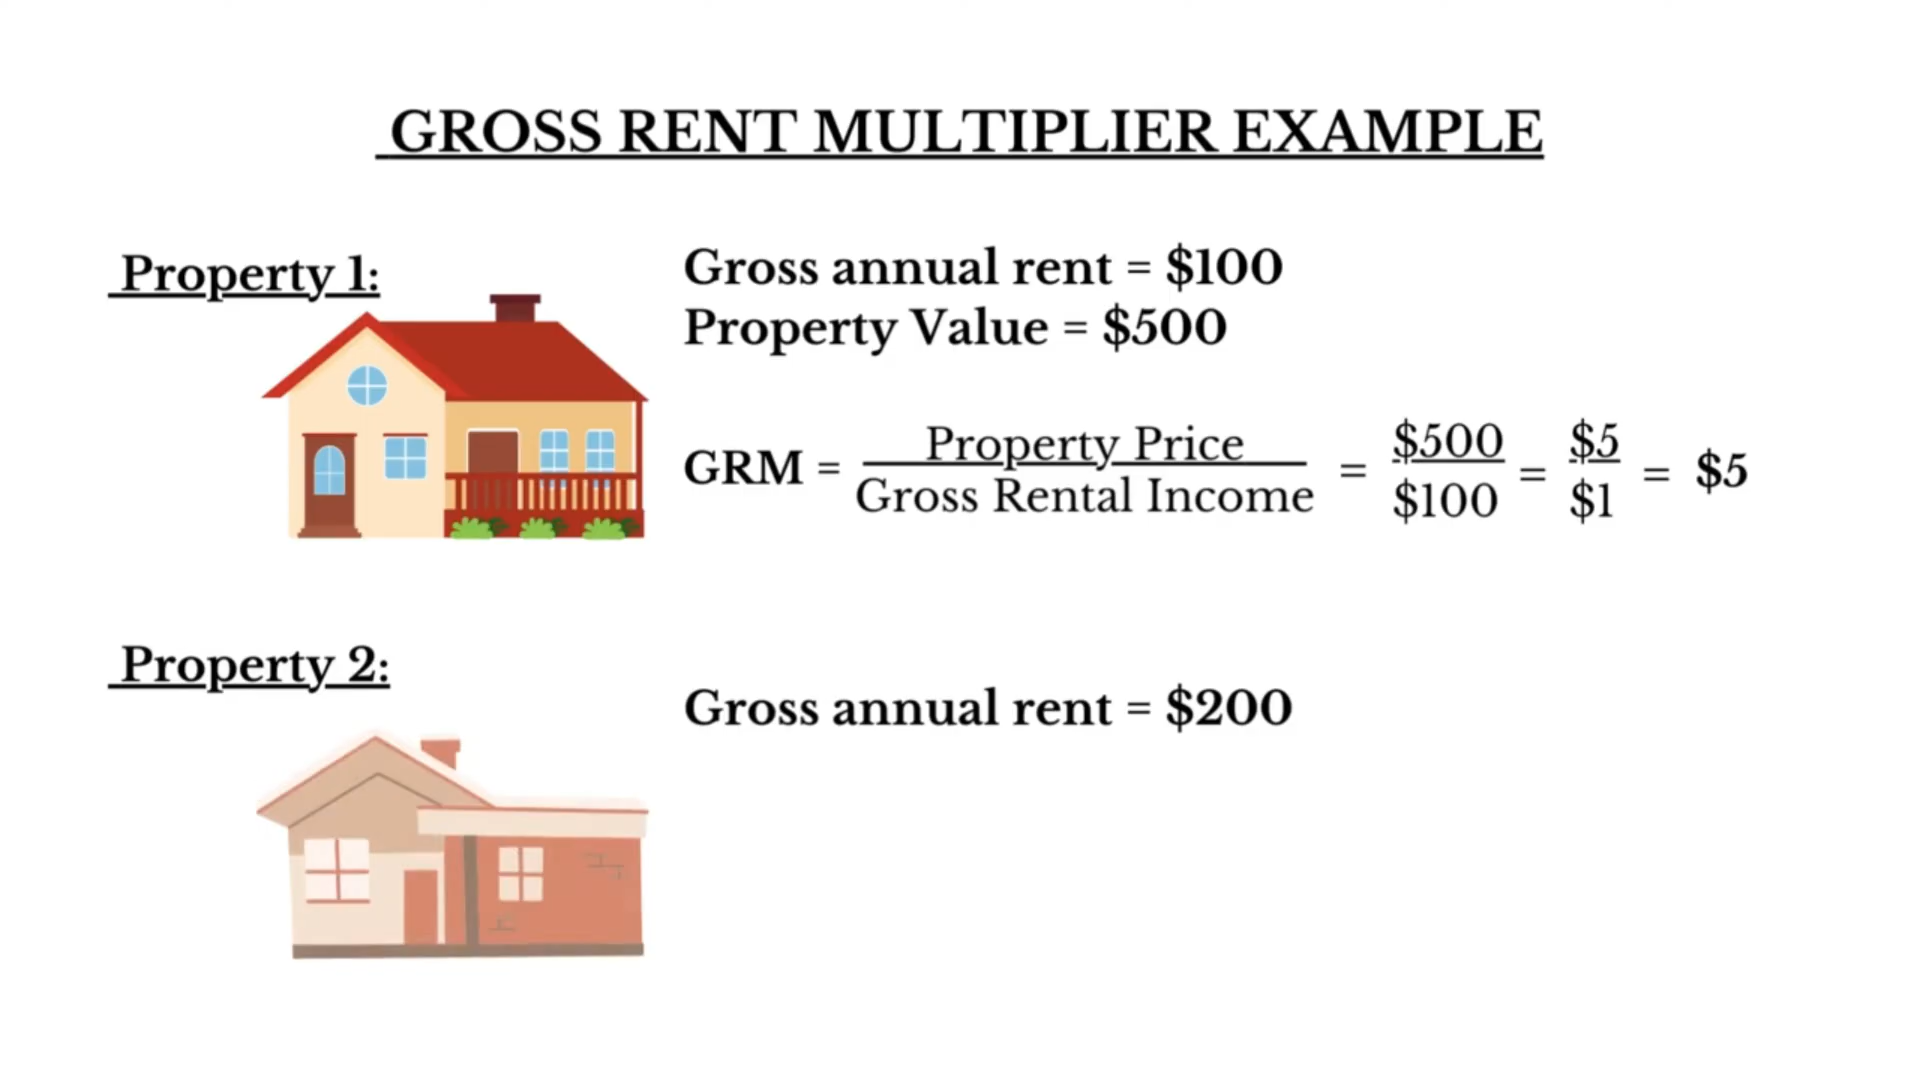 GROSS RENT MULTIPLIER EXAMPLE
Property 1:
Gross annual rent = $100
Property Value = $500
GRM = Property Price / Gross Rental Income = $500 / $100 = $5 / $1 = $5
Property 2:
Gross annual rent = $200